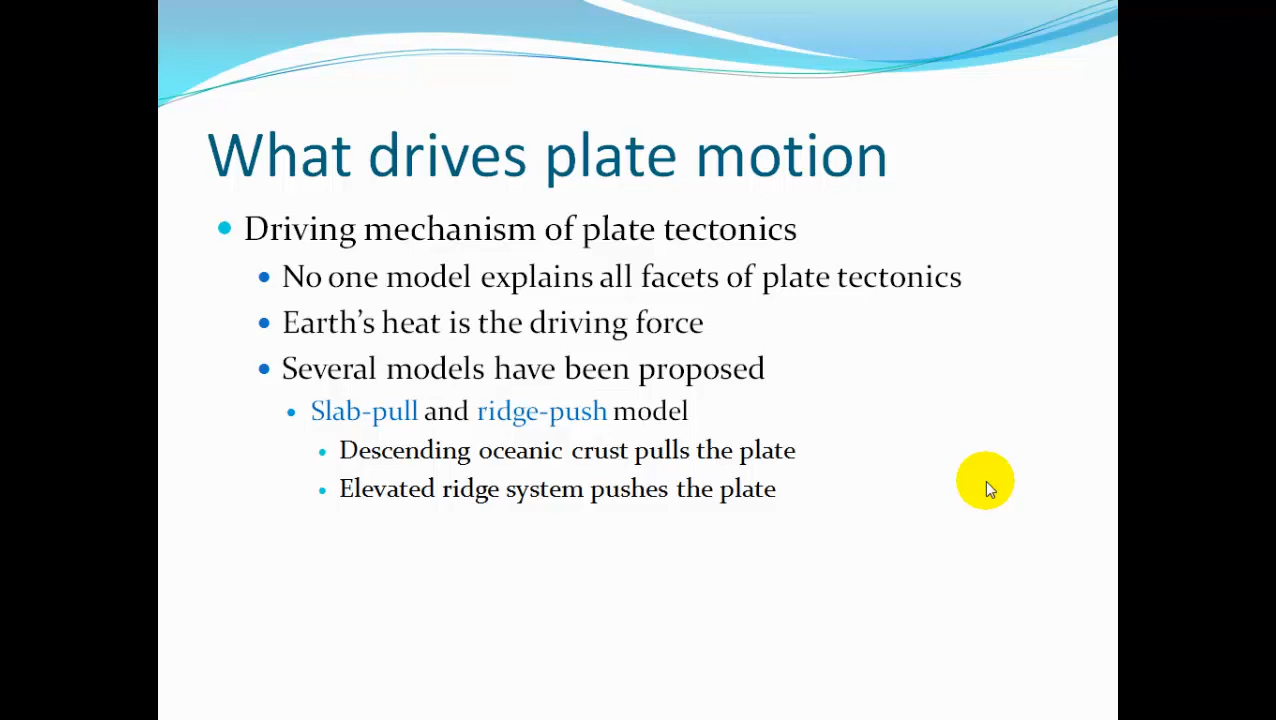 What drives plate motion
Driving mechanism of plate tectonics
No one model explains all facets of plate tectonics
Earth's heat is the driving force
Several models have been proposed
Slab-pull and ridge-push model
Descending oceanic crust pulls the plate
Elevated ridge system pushes the plate